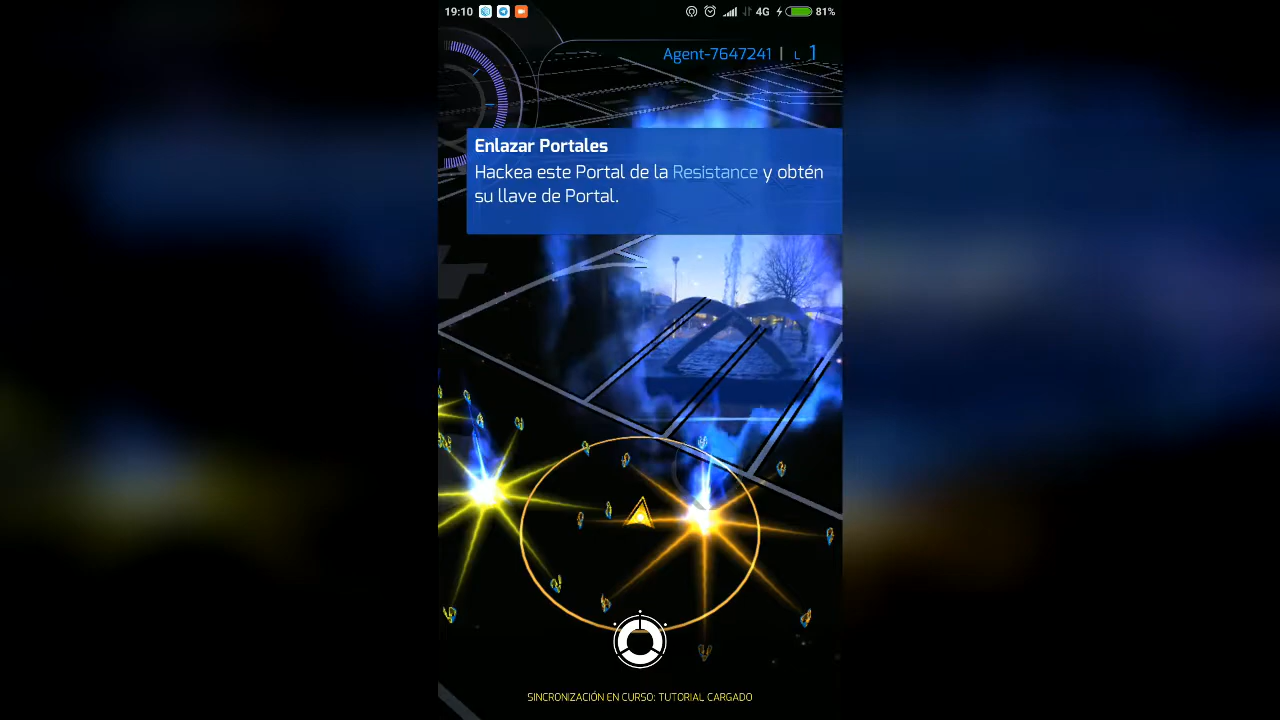 19:10 4G 81%
Agent-7647241 | L 1
Enlazar Portales
Hackea este Portal de la Resistance y obtén
su llave de Portal.
SINCRONIZACIÓN EN CURSO: TUTORIAL CARGADO